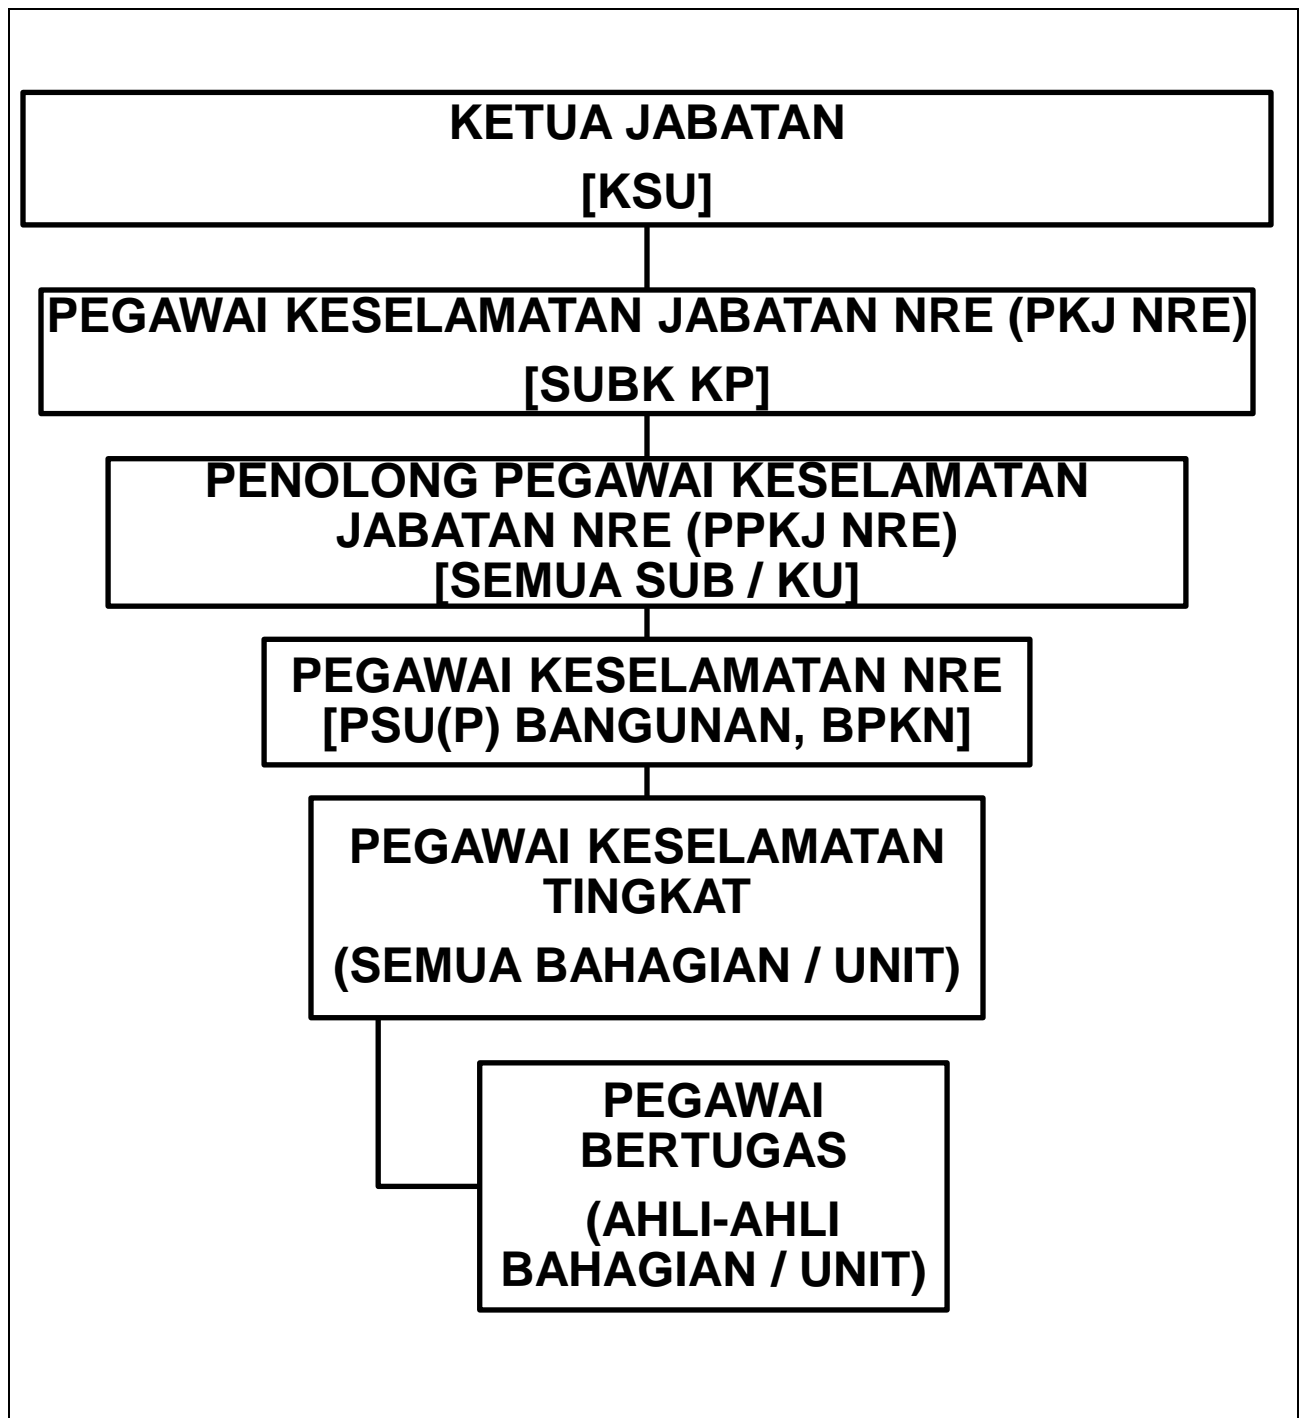 KETUA JABATAN
[KSU]
PEGAWAI KESELAMATAN JABATAN NRE (PKJ NRE)
[SUBK KP]
PENOLONG PEGAWAI KESELAMATAN
JABATAN NRE (PPKJ NRE)
[SEMUA SUB / KU]
PEGAWAI KESELAMATAN NRE
[PSU(P) BANGUNAN, BPKN]
PEGAWAI KESELAMATAN
TINGKAT
(SEMUA BAHAGIAN / UNIT)
PEGAWAI
BERTUGAS
(AHLI-AHLI
BAHAGIAN / UNIT)